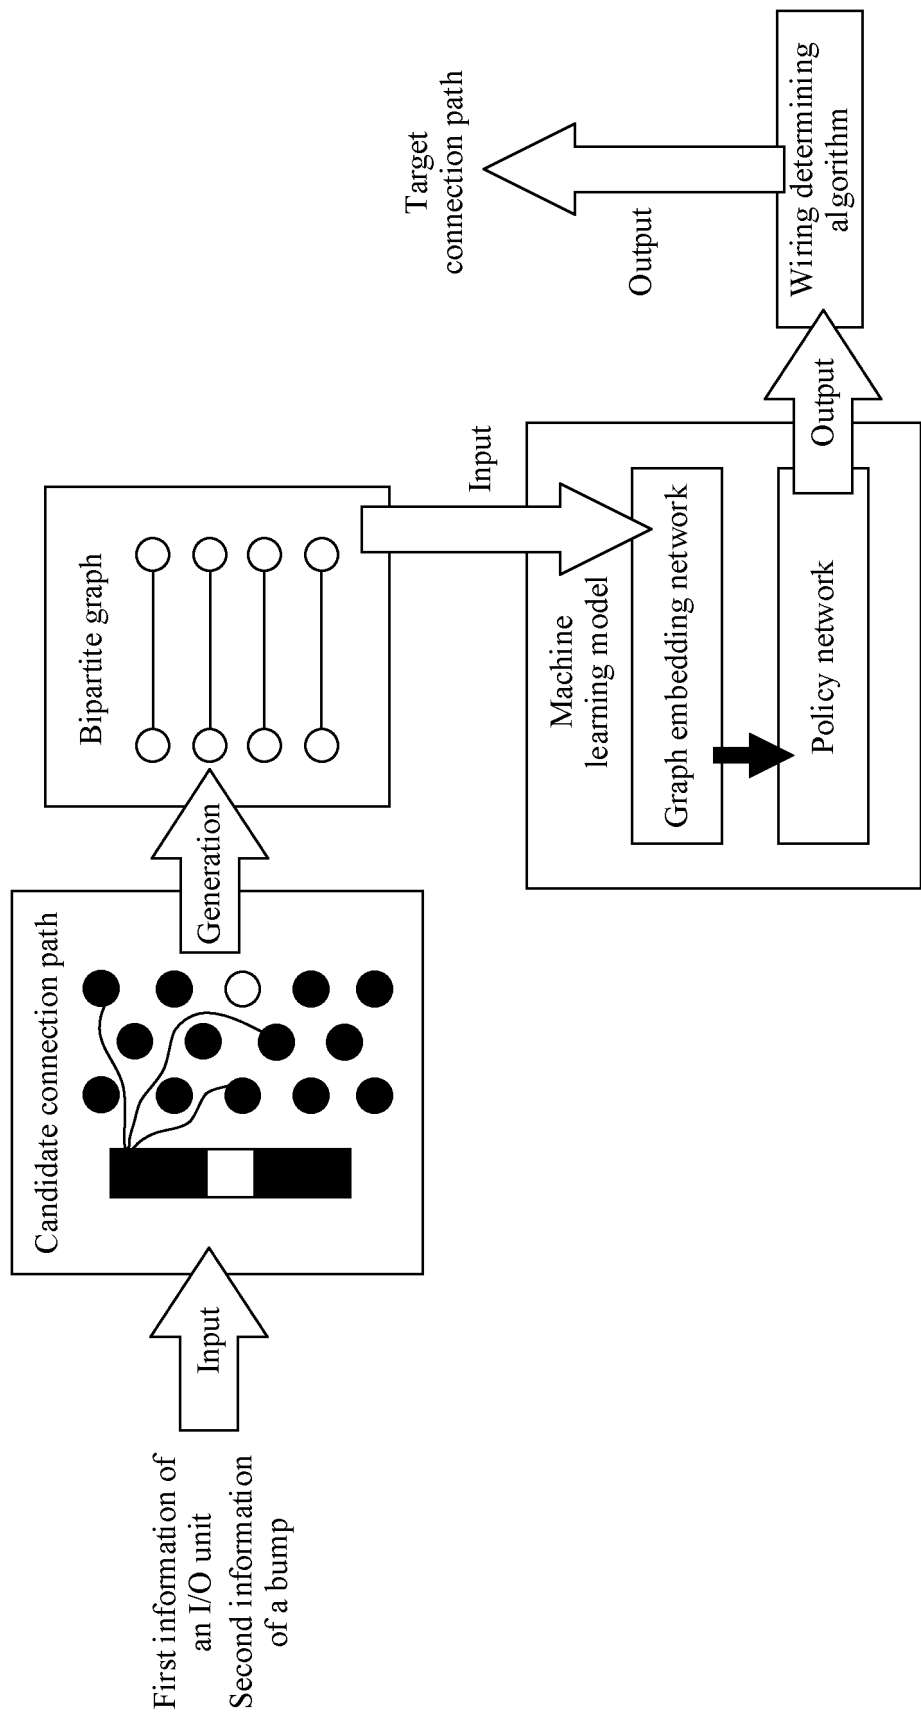 First information of
an I/O unit
Second information
of a bump
Input
Candidate connection path
Generation
Bipartite graph
Input
Machine
learning model
Graph embedding network
Policy network
Output
Wiring determining
algorithm
Output
Target
connection path